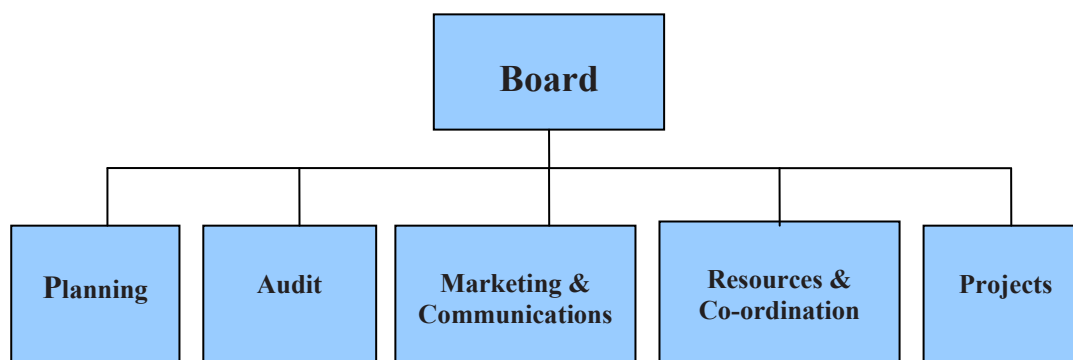 Board
Planning
Audit
Marketing &
Communications
Resources &
Co-ordination
Projects